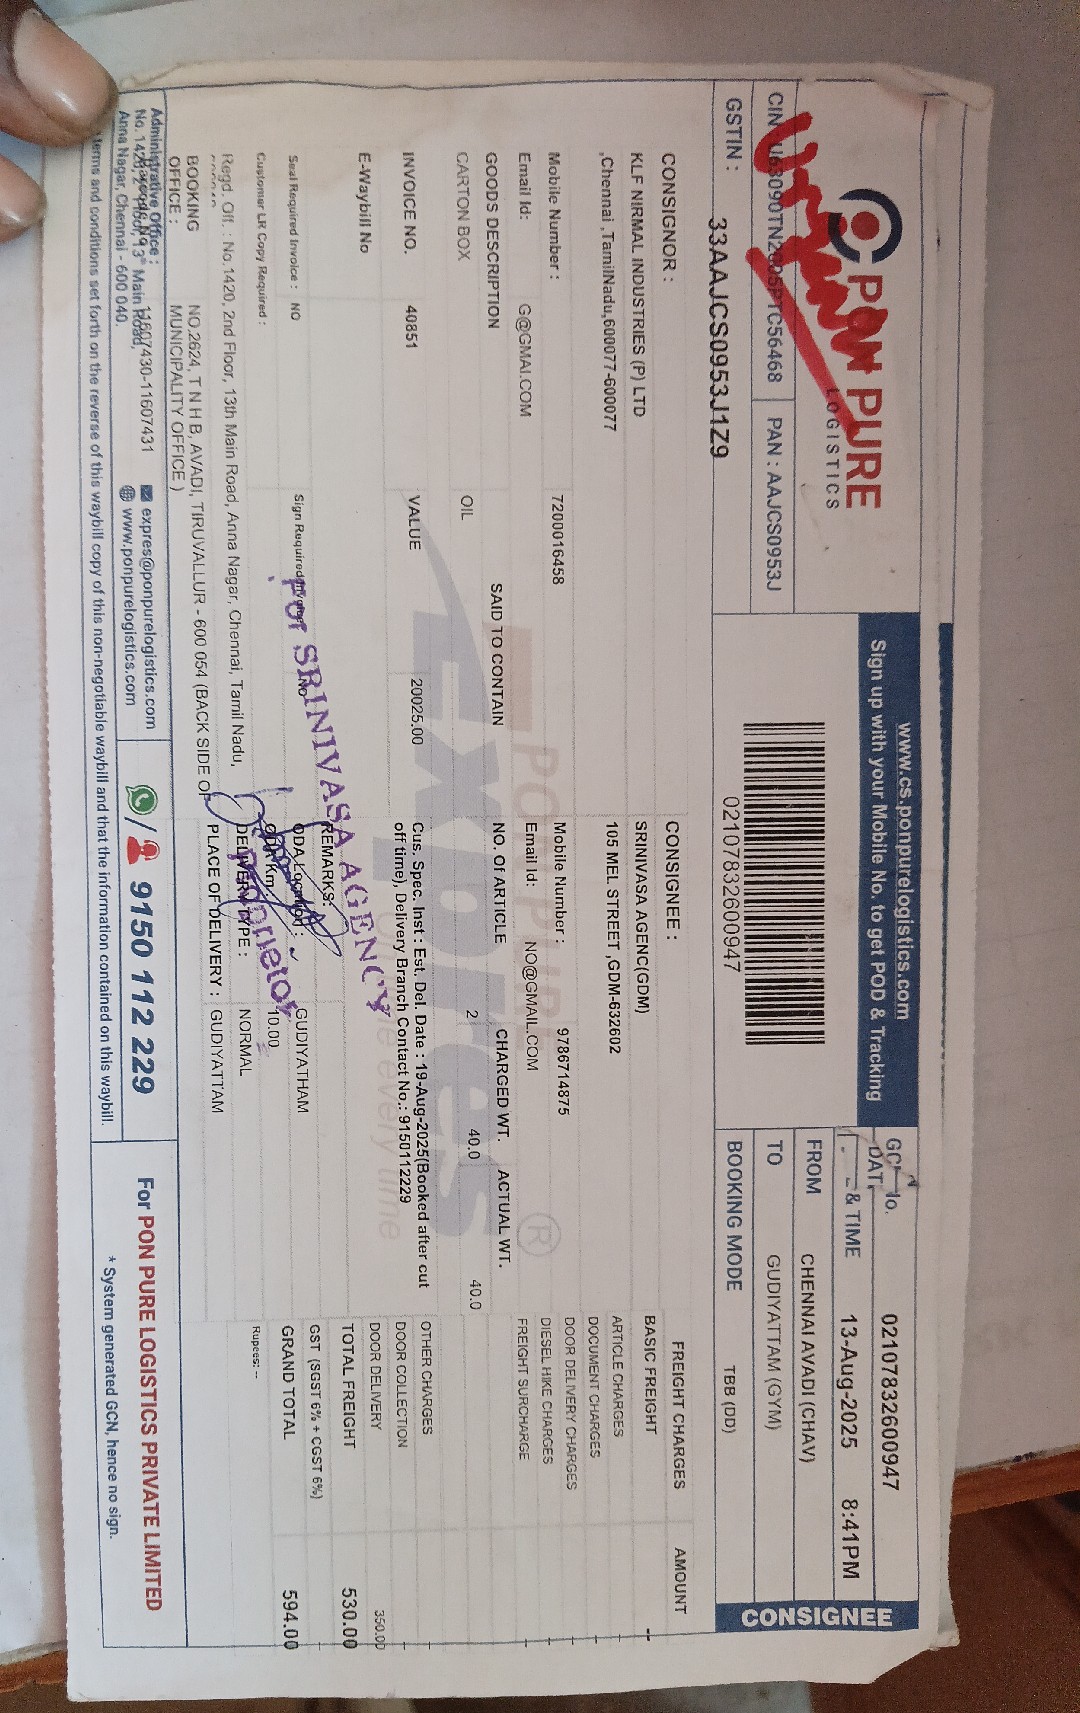 PON PURE
LOGISTICS
www.cs.ponpurelogistics.com
Sign up with your Mobile No. to get POD & Tracking
02107832600947
No. 02107832600947
& TIME 13-Aug-2025 8:41PM
FROM CHENNAI AVADI (CHAV)
TO GUDIYATTAM (GYM)
BOOKING MODE TBB (DD)
CONSIGNEE
PAN : AAJCS0953J
GSTIN : 33AAJCS0953J1Z9
CONSIGNOR :
KLF NIRMAL INDUSTRIES (P) LTD
,Chennai ,TamilNadu,600077-600077
Mobile Number : 7200016458
Email Id: G@GMAI.COM
CONSIGNEE :
SRINIVASA AGENC(GDM)
105 MEL STREET ,GDM-632602
Mobile Number : 9786714875
Email Id: NO@GMAIL.COM
GOODS DESCRIPTION SAID TO CONTAIN NO. Of ARTICLE CHARGED WT. ACTUAL WT.
CARTON BOX OIL 2 40.0 40.0
INVOICE NO. 40851 VALUE 20025.00
Cus. Spec. Inst : Est. Del. Date : 19-Aug-2025(Booked after cut
off time), Delivery Branch Contact No.: 9150112229
E-Waybill No
REMARKS:
Seal Required Invoice : NO
Sign Required NO
GUDIYATHAM
Customer LR Copy Required :
10.00
DELIVERY TYPE : NORMAL
PLACE OF DELIVERY : GUDIYATTAM
Regd. Off. : No.1420, 2nd Floor, 13th Main Road, Anna Nagar, Chennai, Tamil Nadu,
BOOKING OFFICE : NO.2624, T N H B, AVADI, TIRUVALLUR - 600 054 (BACK SIDE OF
MUNICIPALITY OFFICE )
For SRINIVASA AGENCY
Proprietor
FREIGHT CHARGES AMOUNT
BASIC FREIGHT --
ARTICLE CHARGES
DOCUMENT CHARGES
DOOR DELIVERY CHARGES
DIESEL HIKE CHARGES
FREIGHT SURCHARGE
OTHER CHARGES
DOOR COLLECTION
DOOR DELIVERY 350.00
TOTAL FREIGHT 530.00
GST (SGST 6% + CGST 6%)
GRAND TOTAL 594.00
Rupees: --
Administrative Office :
Main Road,
Anna Nagar, Chennai - 600 040.
11607430-11607431
expres@ponpurelogistics.com
www.ponpurelogistics.com
9150 112 229
For PON PURE LOGISTICS PRIVATE LIMITED
* System generated GCN, hence no sign.
terms and conditions set forth on the reverse of this waybill copy of this non-negotiable waybill and that the information contained on this waybill.